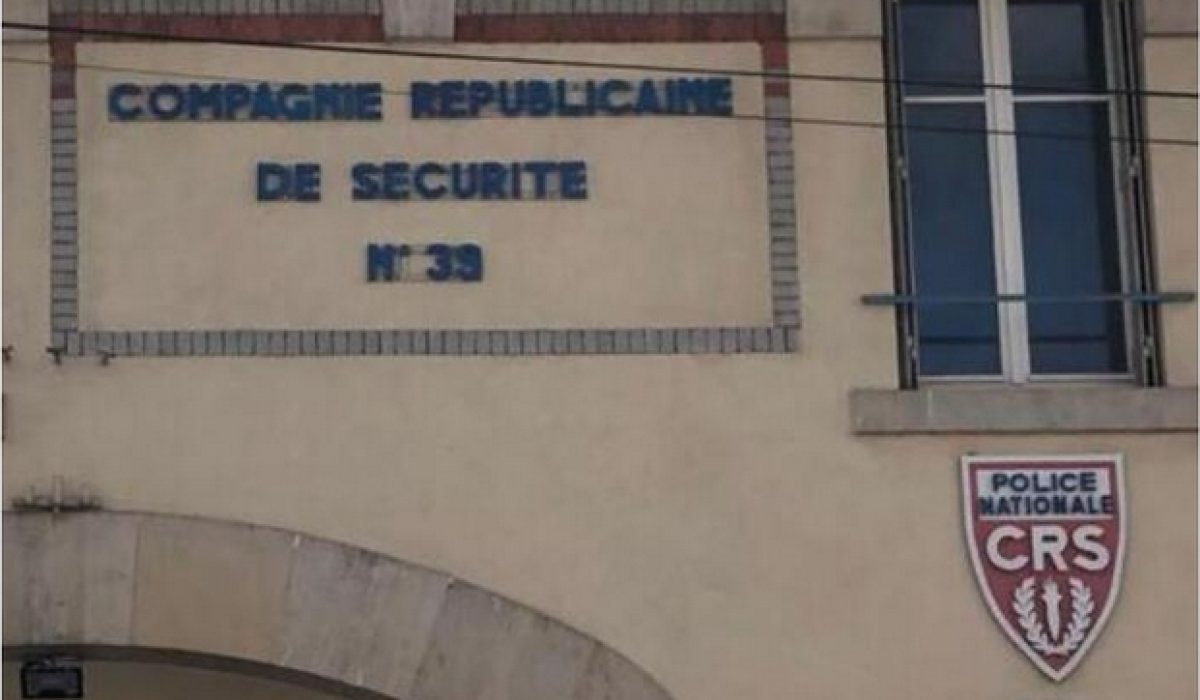 COMPAGNIE REPUBLICAINE
DE SECURITE
N° 39
POLICE
NATIONALE
CRS